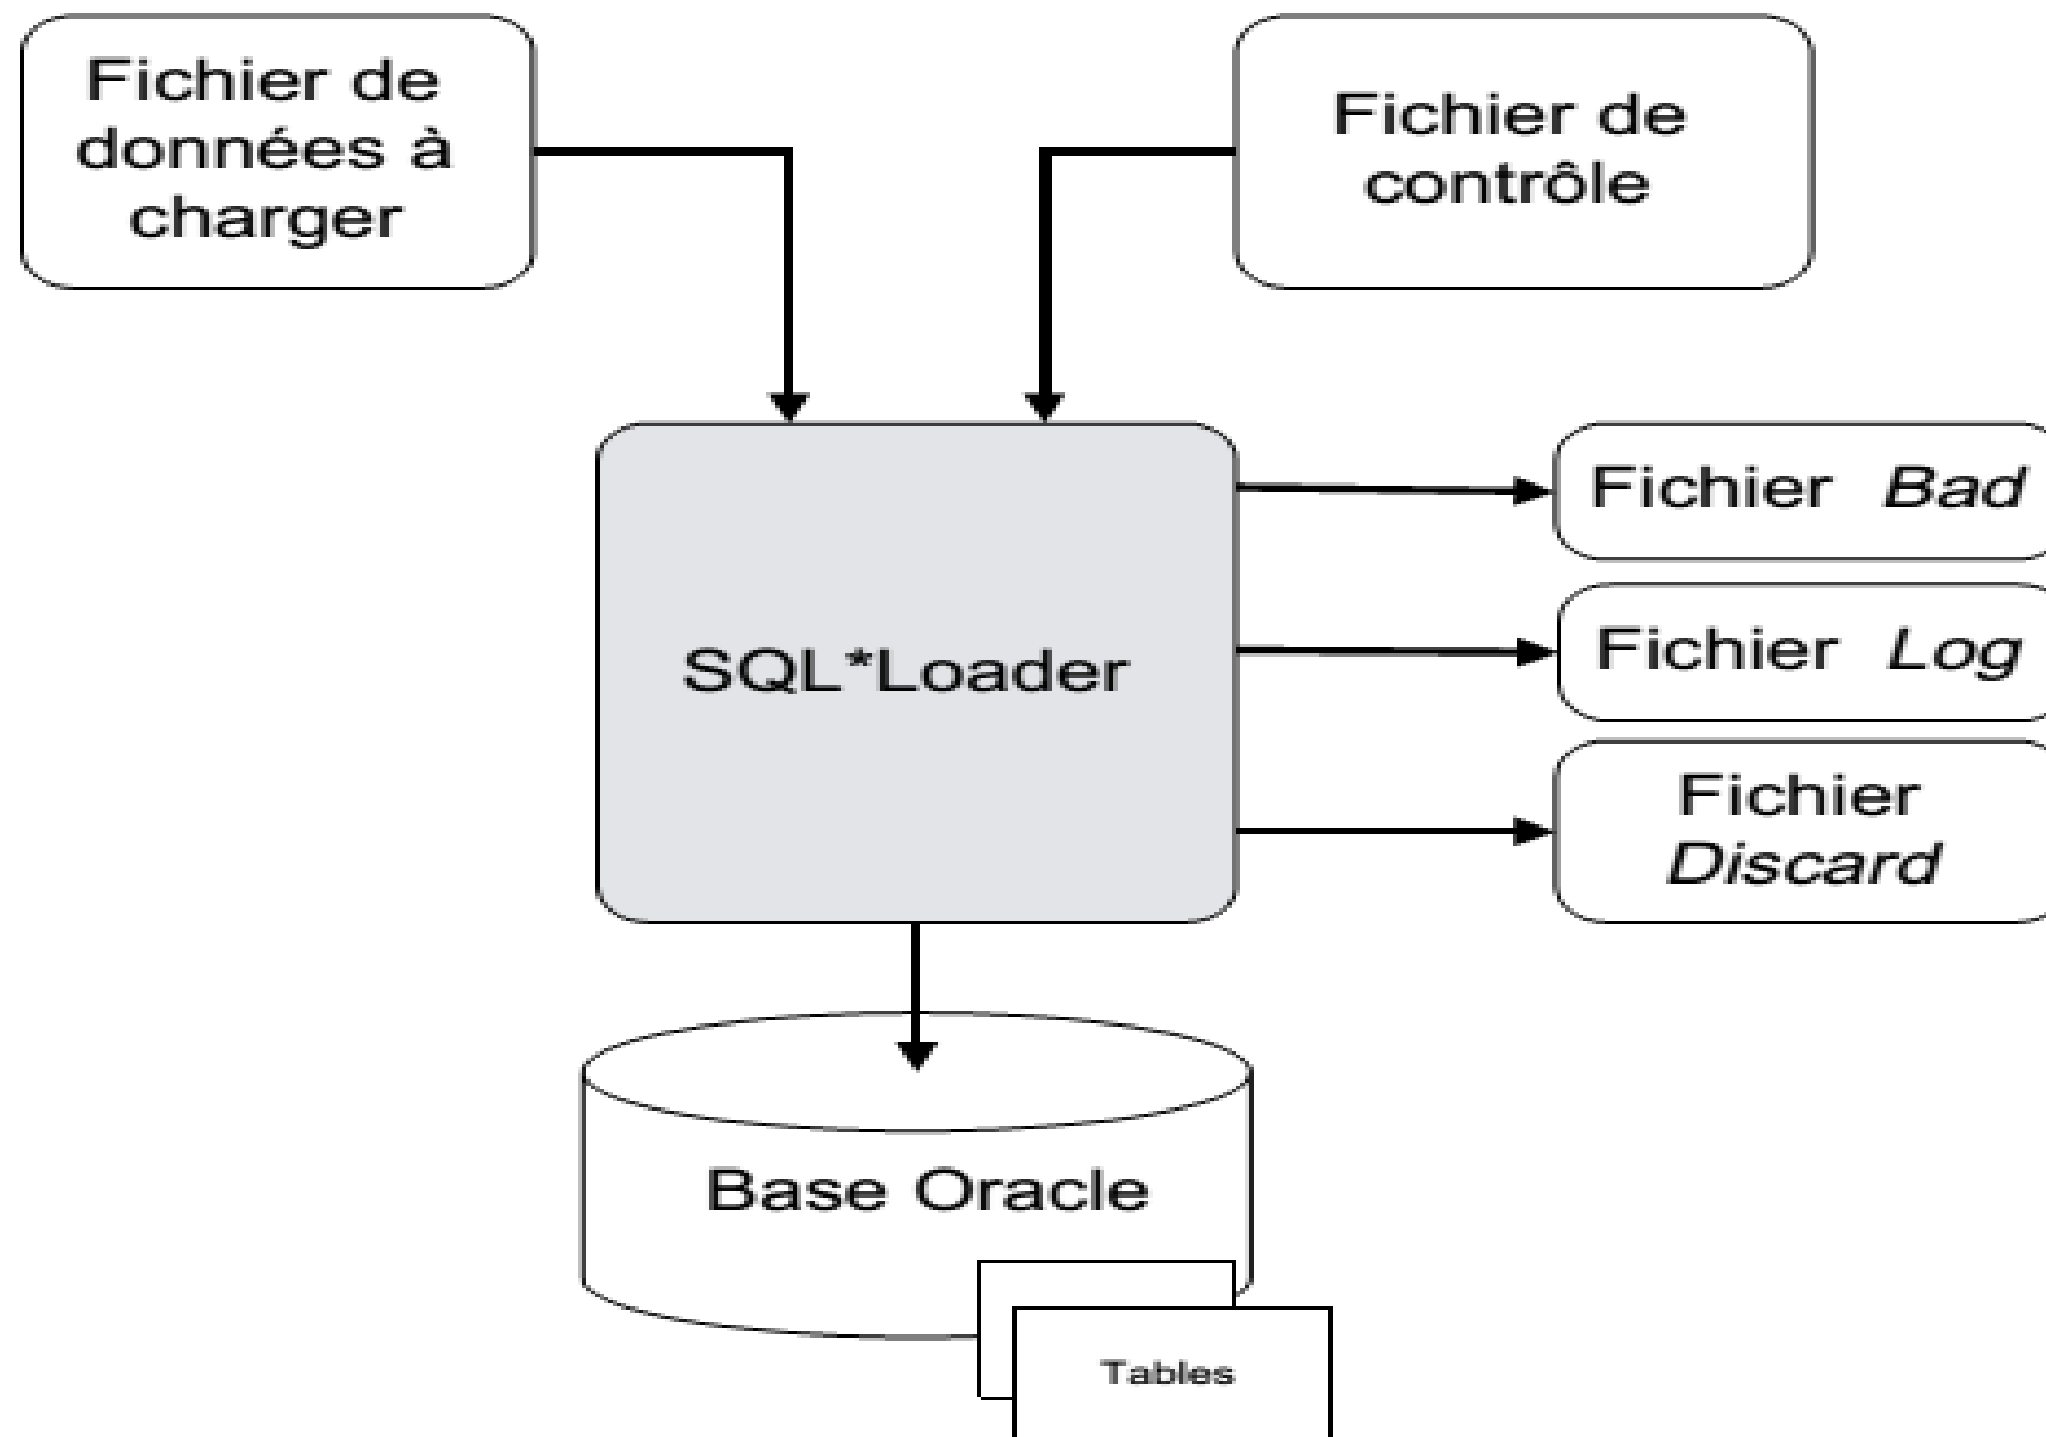 Fichier de
données à
charger
Fichier de
contrôle
SQL*Loader
Fichier Bad
Fichier Log
Fichier
Discard
Base Oracle
Tables